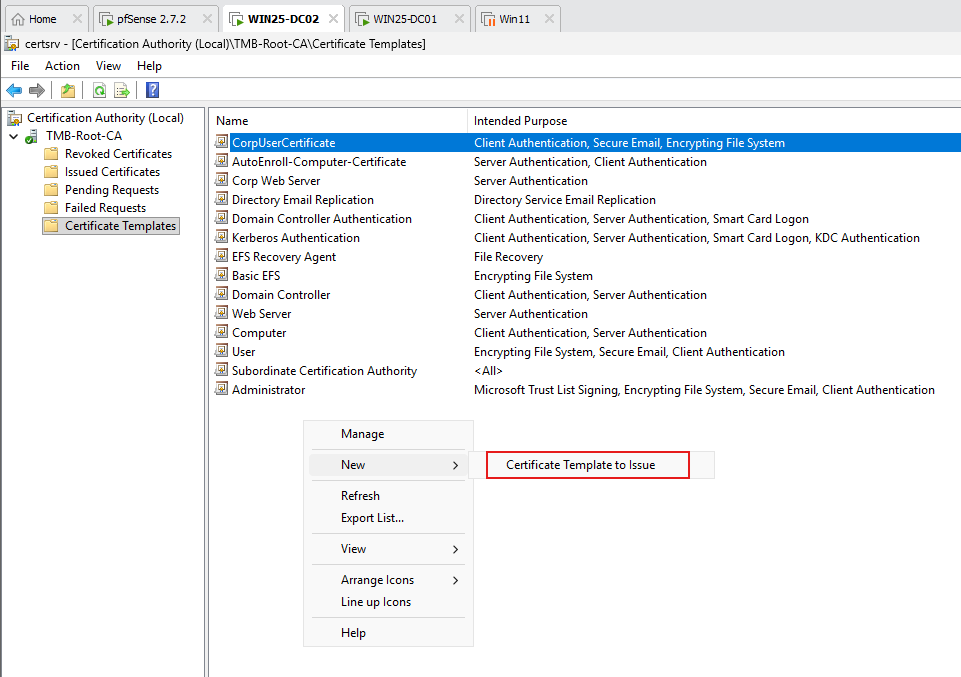 Home
pfSense 2.7.2
WIN25-DC02
WIN25-DC01
Win11
certsrv - [Certification Authority (Local)\TMB-Root-CA\Certificate Templates]
File Action View Help
Certification Authority (Local)
TMB-Root-CA
Revoked Certificates
Issued Certificates
Pending Requests
Failed Requests
Certificate Templates
Name Intended Purpose
CorpUserCertificate Client Authentication, Secure Email, Encrypting File System
AutoEnroll-Computer-Certificate Server Authentication, Client Authentication
Corp Web Server Server Authentication
Directory Email Replication Directory Service Email Replication
Domain Controller Authentication Client Authentication, Server Authentication, Smart Card Logon
Kerberos Authentication Client Authentication, Server Authentication, Smart Card Logon, KDC Authentication
EFS Recovery Agent File Recovery
Basic EFS Encrypting File System
Domain Controller Client Authentication, Server Authentication
Web Server Server Authentication
Computer Client Authentication, Server Authentication
User Encrypting File System, Secure Email, Client Authentication
Subordinate Certification Authority <All>
Administrator Microsoft Trust List Signing, Encrypting File System, Secure Email, Client Authentication
Manage
New
Certificate Template to Issue
Refresh
Export List...
View
Arrange Icons
Line up Icons
Help